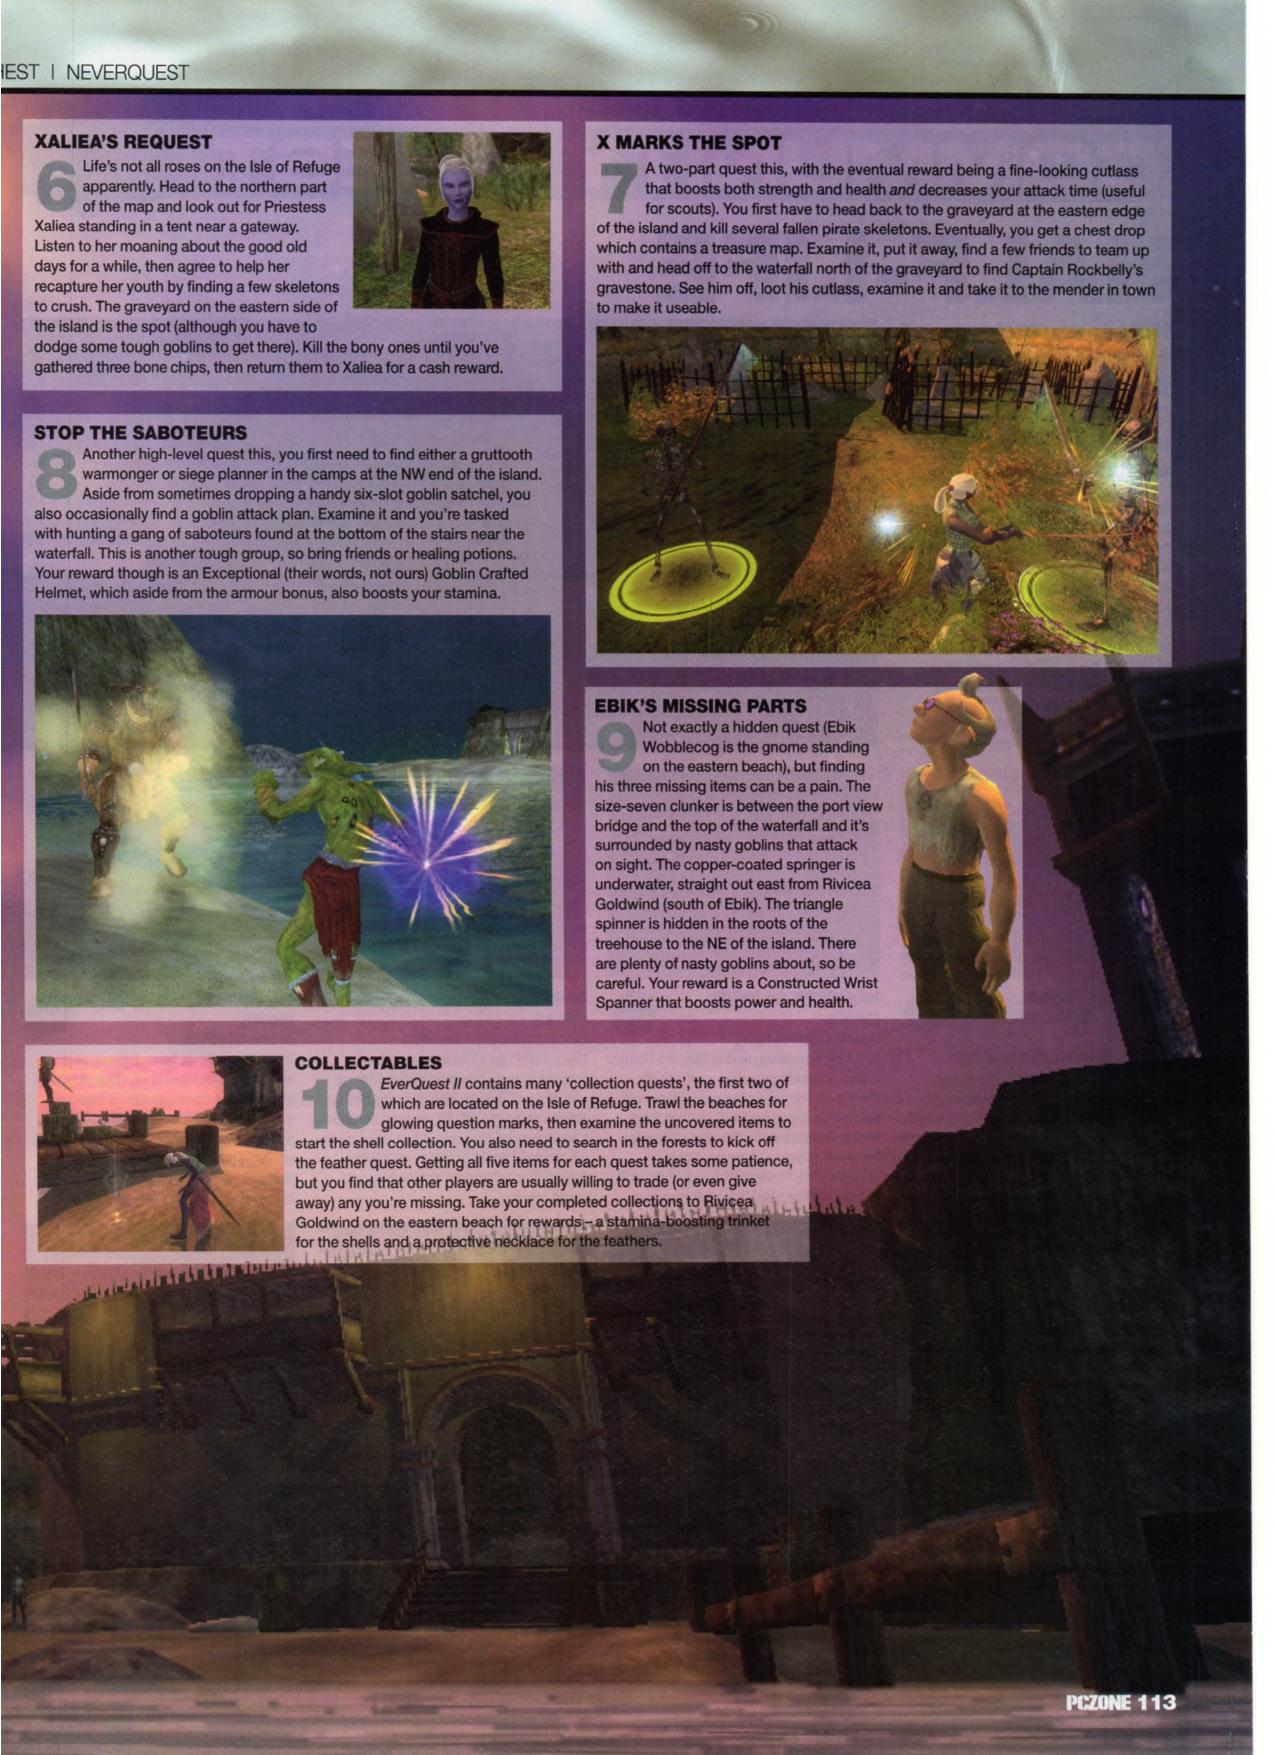 | NEVERQUEST
XALIEA'S REQUEST
6 Life's not all roses on the Isle of Refuge
apparently. Head to the northern part
of the map and look out for Priestess
Xaliea standing in a tent near a gateway.
Listen to her moaning about the good old
days for a while, then agree to help her
recapture her youth by finding a few skeletons
to crush. The graveyard on the eastern side of
the island is the spot (although you have to
dodge some tough goblins to get there). Kill the bony ones until you've
gathered three bone chips, then return them to Xaliea for a cash reward.
X MARKS THE SPOT
7 A two-part quest this, with the eventual reward being a fine-looking cutlass
that boosts both strength and health and decreases your attack time (useful
for scouts). You first have to head back to the graveyard at the eastern edge
of the island and kill several fallen pirate skeletons. Eventually, you get a chest drop
which contains a treasure map. Examine it, put it away, find a few friends to team up
with and head off to the waterfall north of the graveyard to find Captain Rockbelly's
gravestone. See him off, loot his cutlass, examine it and take it to the mender in town
to make it useable.
STOP THE SABOTEURS
8 Another high-level quest this, you first need to find either a gruttooth
warmonger or siege planner in the camps at the NW end of the island.
Aside from sometimes dropping a handy six-slot goblin satchel, you
also occasionally find a goblin attack plan. Examine it and you're tasked
with hunting a gang of saboteurs found at the bottom of the stairs near the
waterfall. This is another tough group, so bring friends or healing potions.
Your reward though is an Exceptional (their words, not ours) Goblin Crafted
Helmet, which aside from the armour bonus, also boosts your stamina.
EBIK'S MISSING PARTS
9 Not exactly a hidden quest (Ebik
Wobblecog is the gnome standing
on the eastern beach), but finding
his three missing items can be a pain. The
size-seven clunker is between the port view
bridge and the top of the waterfall and it's
surrounded by nasty goblins that attack
on sight. The copper-coated springer is
underwater, straight out east from Rivicea
Goldwind (south of Ebik). The triangle
spinner is hidden in the roots of the
treehouse to the NE of the island. There
are plenty of nasty goblins about, so be
careful. Your reward is a Constructed Wrist
Spanner that boosts power and health.
COLLECTABLES
10 EverQuest II contains many 'collection quests', the first two of
which are located on the Isle of Refuge. Trawl the beaches for
glowing question marks, then examine the uncovered items to
start the shell collection. You also need to search in the forests to kick off
the feather quest. Getting all five items for each quest takes some patience,
but you find that other players are usually willing to trade (or even give
away) any you're missing. Take your completed collections to Rivicea
Goldwind on the eastern beach for rewards – a stamina-boosting trinket
for the shells and a protective necklace for the feathers.
PCZONE 113